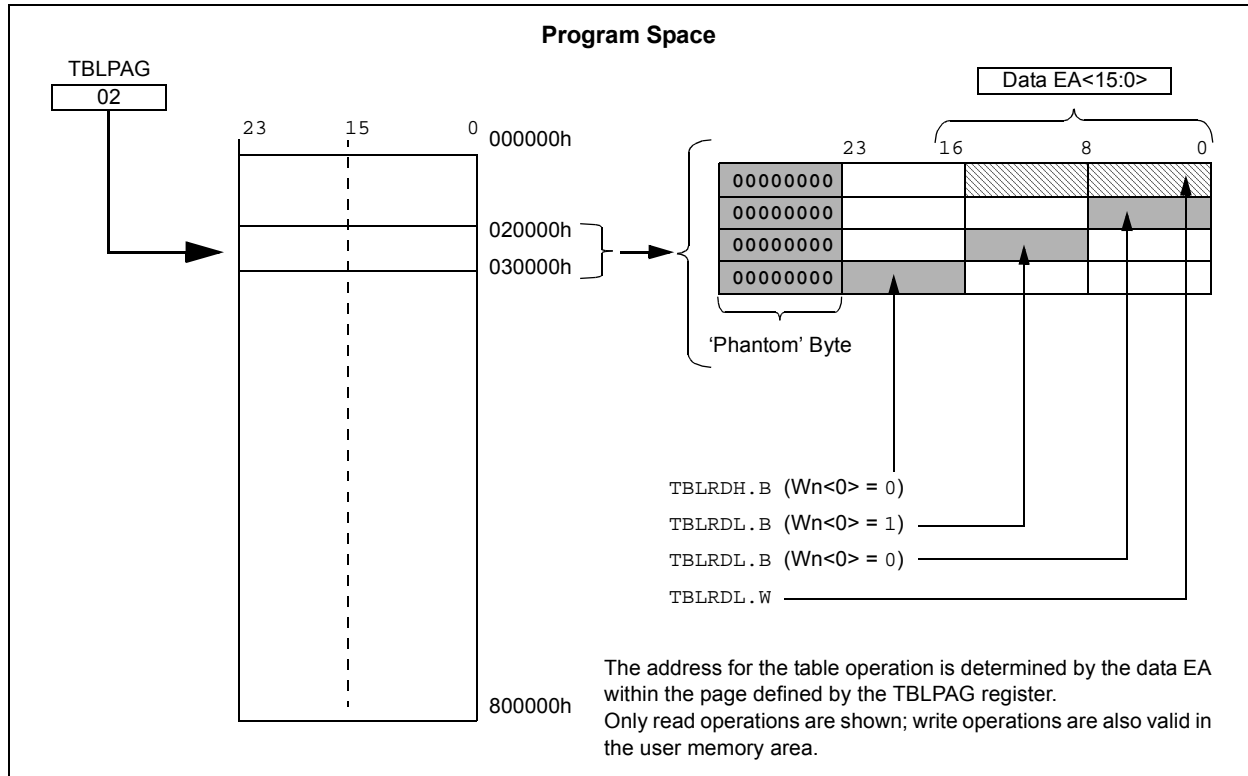 Program Space
TBLPAG
02
23 15 0
000000h
020000h
030000h
800000h
Data EA<15:0>
23 16 8 0
00000000
00000000
00000000
00000000
‘Phantom’ Byte
TBLRDH.B (Wn<0> = 0)
TBLRDL.B (Wn<0> = 1)
TBLRDL.B (Wn<0> = 0)
TBLRDL.W
The address for the table operation is determined by the data EA
within the page defined by the TBLPAG register.
Only read operations are shown; write operations are also valid in
the user memory area.